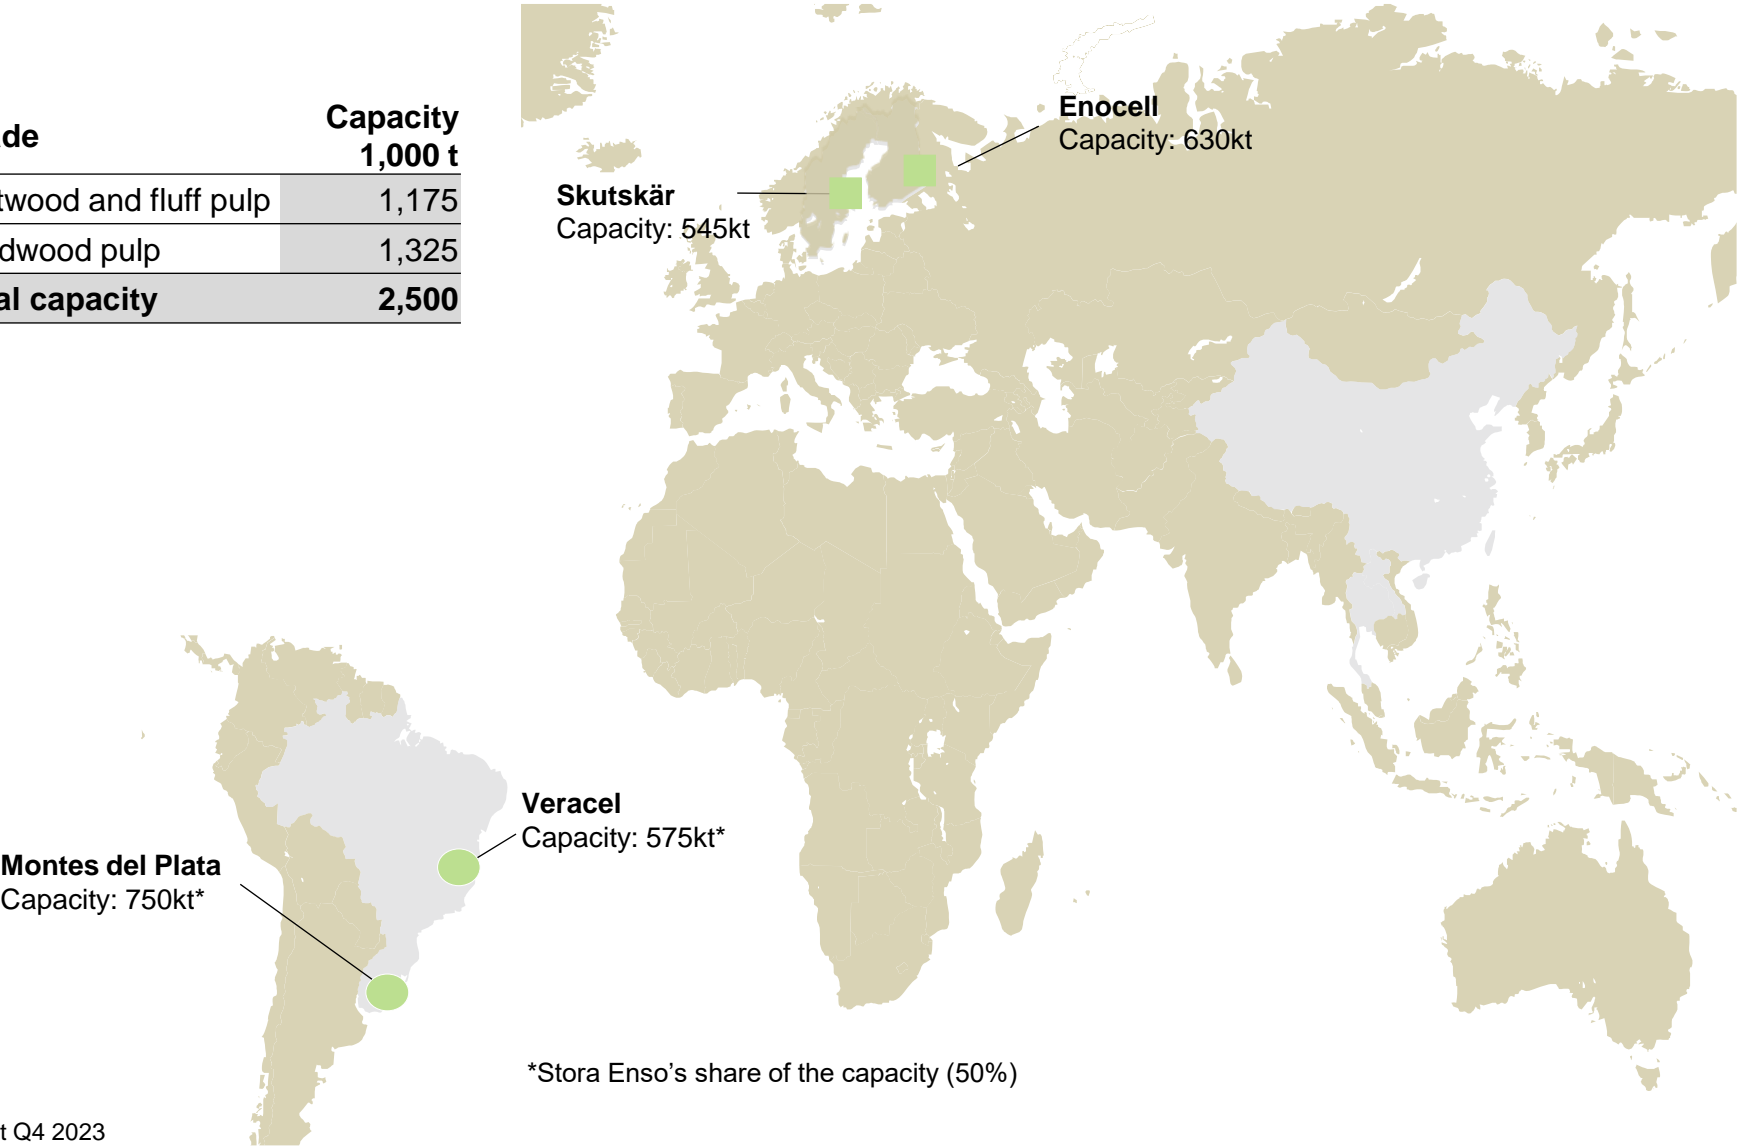 de
Capacity
1,000 t
twood and fluff pulp 1,175
dwood pulp 1,325
al capacity 2,500
Enocell
Capacity: 630kt
Skutskär
Capacity: 545kt
Veracel
Capacity: 575kt*
Montes del Plata
Capacity: 750kt*
*Stora Enso’s share of the capacity (50%)
t Q4 2023